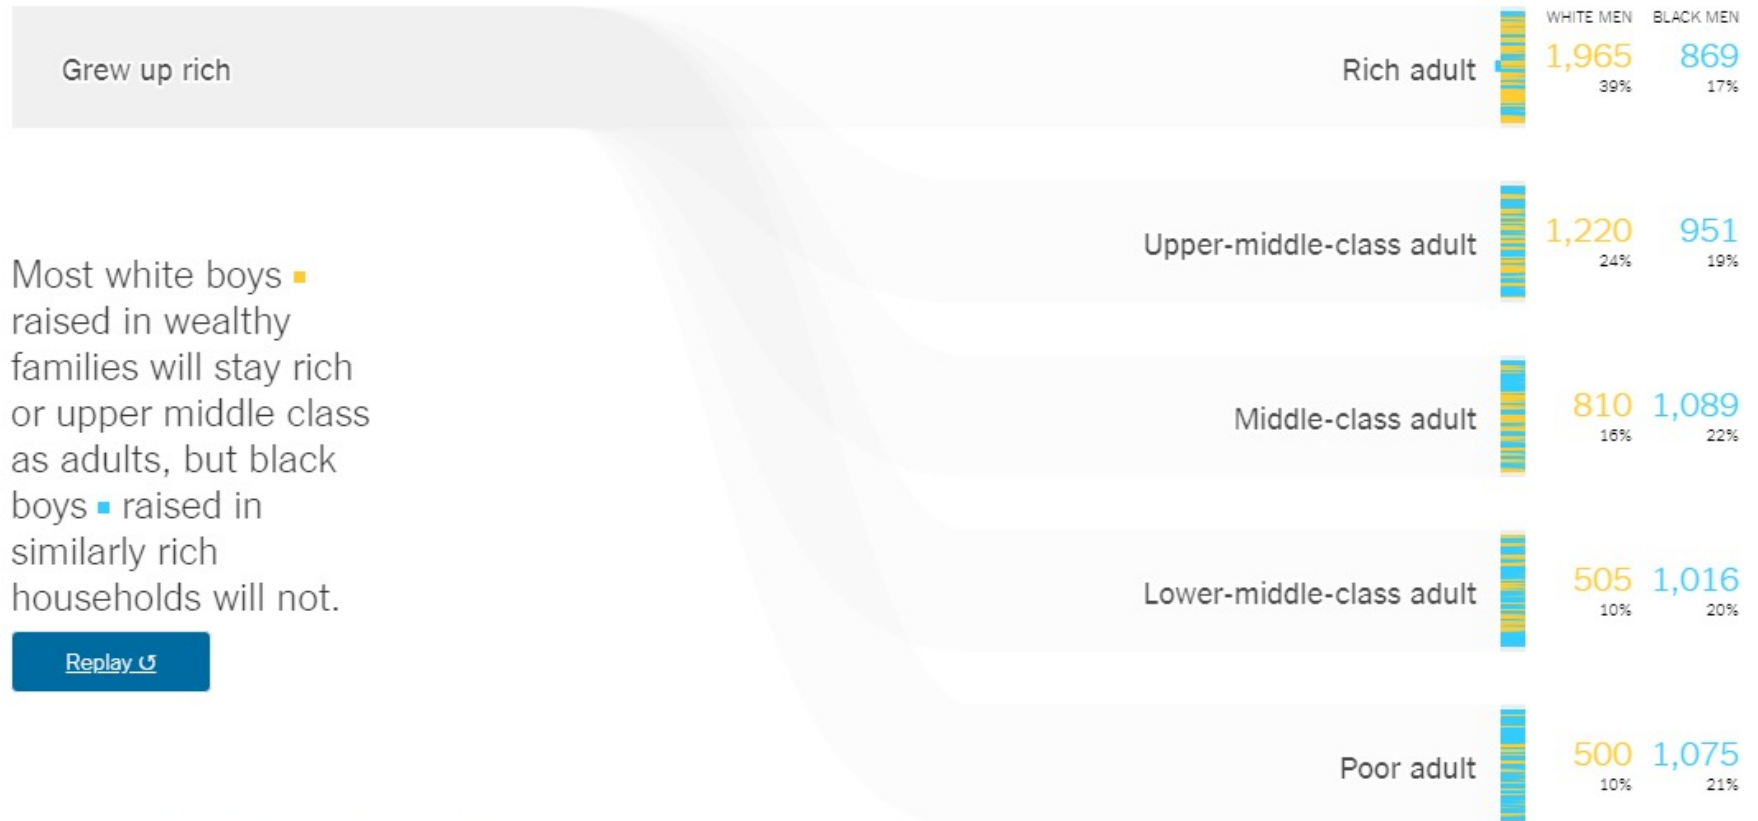 WHITE MEN BLACK MEN
Grew up rich
Rich adult
1,965 869
39% 17%
Upper-middle-class adult
1,220 951
24% 19%
Most white boys
raised in wealthy
families will stay rich
or upper middle class
as adults, but black
boys raised in
similarly rich
households will not.
Replay ↺
Middle-class adult
810 1,089
16% 22%
Lower-middle-class adult
505 1,016
10% 20%
Poor adult
500 1,075
10% 21%